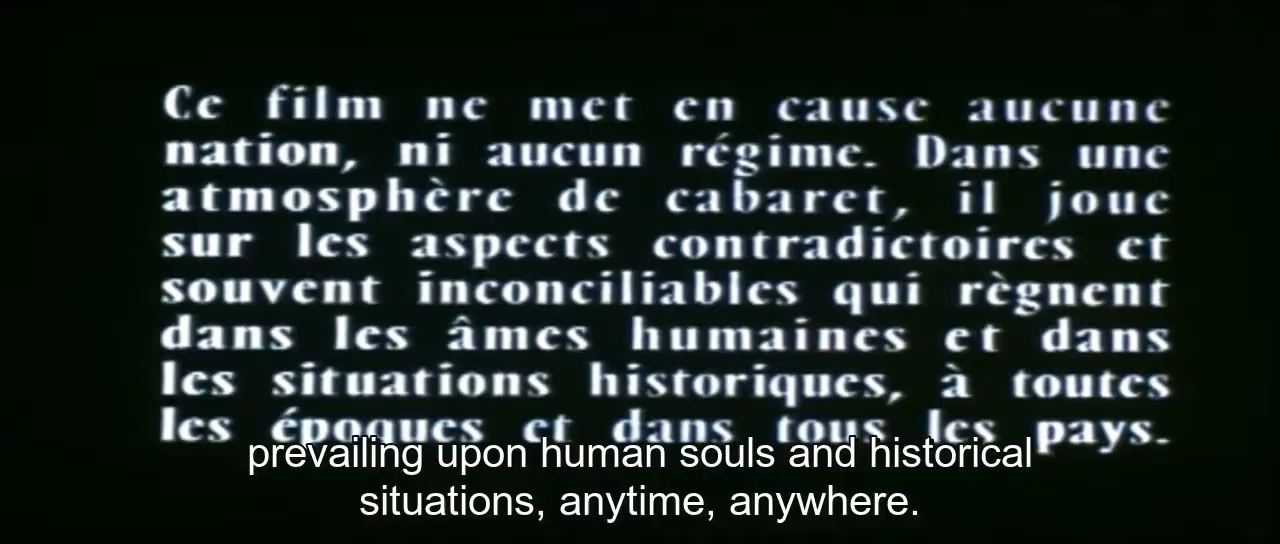 Ce film ne met en cause aucune
nation, ni aucun régime. Dans une
atmosphère de cabaret, il joue
sur les aspects contradictoires et
souvent inconciliables qui règnent
dans les âmes humaines et dans
les situations historiques, à toutes
les époques et dans tous les pays.
prevailing upon human souls and historical
situations, anytime, anywhere.